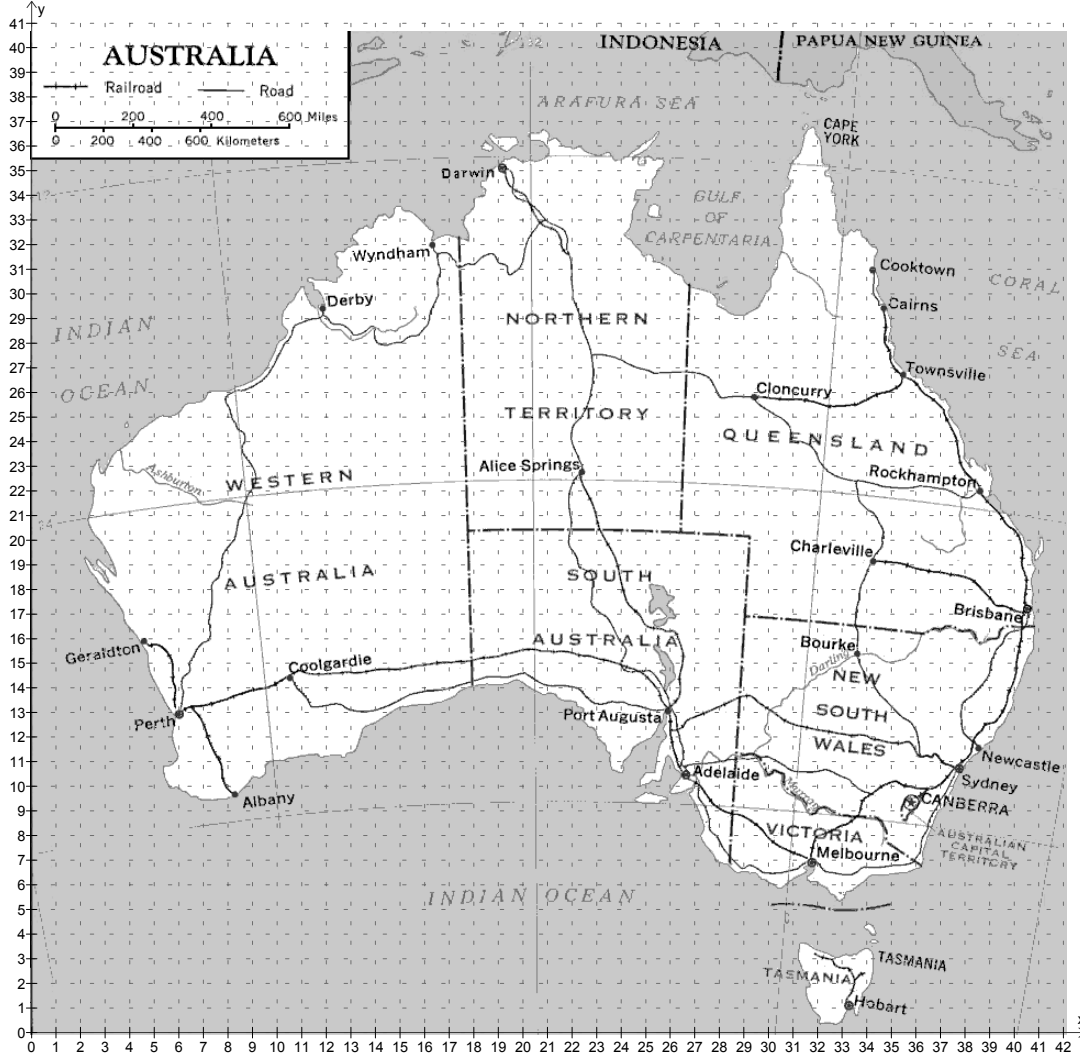 y
41
40
39
38
37
36
35
34
33
32
31
30
29
28
27
26
25
24
23
22
21
20
19
18
17
16
15
14
13
12
11
10
9
8
7
6
5
4
3
2
1
0
AUSTRALIA
Railroad Road
0 200 400 600 Miles
0 200 400 600 Kilometers
132
INDONESIA
PAPUA NEW GUINEA
ARAFURA SEA
CAPE
YORK
Darwin
12
GULF
OF
CARPENTARIA
Wyndham
Cooktown
CORAL
SEA
Derby
Cairns
INDIAN
OCEAN
NORTHERN
TERRITORY
Townsville
Cloncurry
QUEENSLAND
Alice Springs
Rockhampton
Ashburton
WESTERN
AUSTRALIA
24
Charleville
SOUTH
AUSTRALIA
Brisbane
Geraldton
Bourke
Darling
Coolgardie
NEW
SOUTH
WALES
Perth
Port Augusta
Newcastle
Adelaide
Sydney
Murray
Albany
CANBERRA
VICTORIA
AUSTRALIAN
CAPITAL
TERRITORY
Melbourne
INDIAN OCEAN
TASMANIA
TASMANIA
Hobart
0 1 2 3 4 5 6 7 8 9 10 11 12 13 14 15 16 17 18 19 20 21 22 23 24 25 26 27 28 29 30 31 32 33 34 35 36 37 38 39 40 41 42